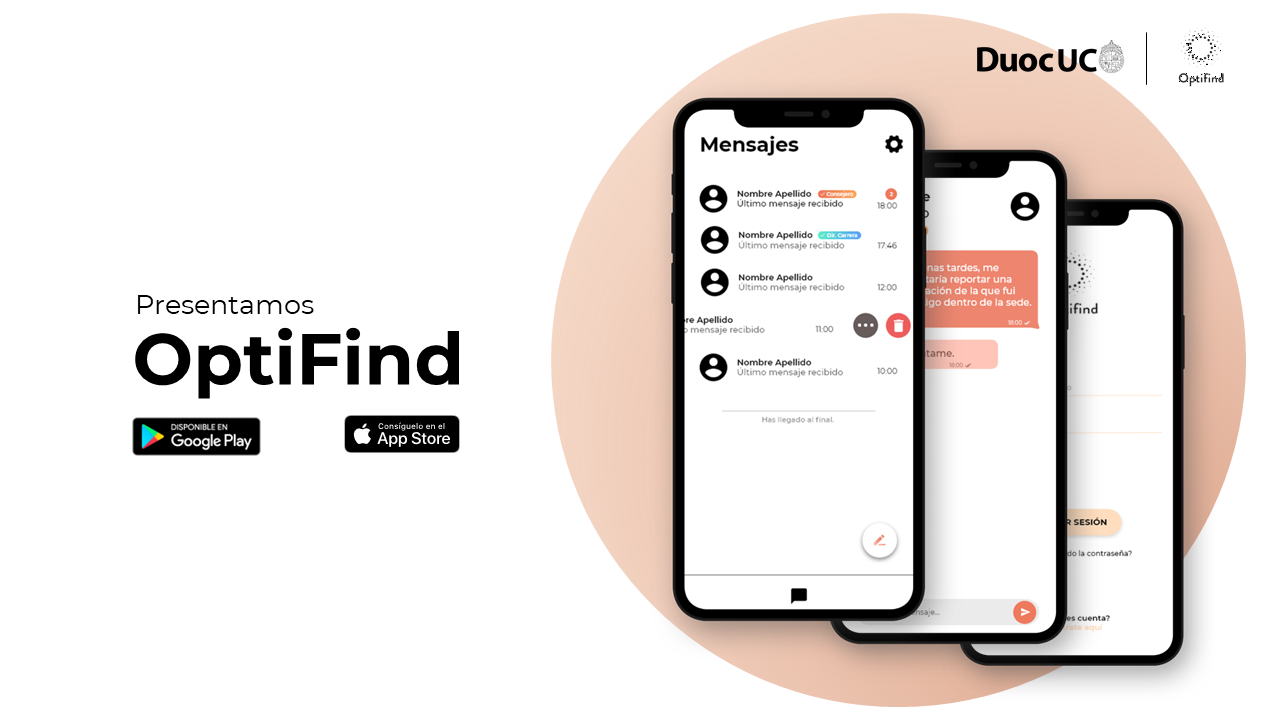 Duoc UC
OptiFind
Presentamos
OptiFind
DISPONIBLE EN
Google Play
Consíguelo en el
App Store
Mensajes
Nombre Apellido Consejero 2
Último mensaje recibido 18:00
Nombre Apellido Dir. Carrera
Último mensaje recibido 17:46
Nombre Apellido
Último mensaje recibido 12:00
re Apellido
o mensaje recibido 11:00
Nombre Apellido
Último mensaje recibido 10:00
Has llegado al final.
e
o
nas tardes, me
taría reportar una
ación de la que fui
igo dentro de la sede.
18:00
tame.
18:00
nsaje...
tifind
o
R SESIÓN
do la contraseña?
es cuenta?
rate aquí